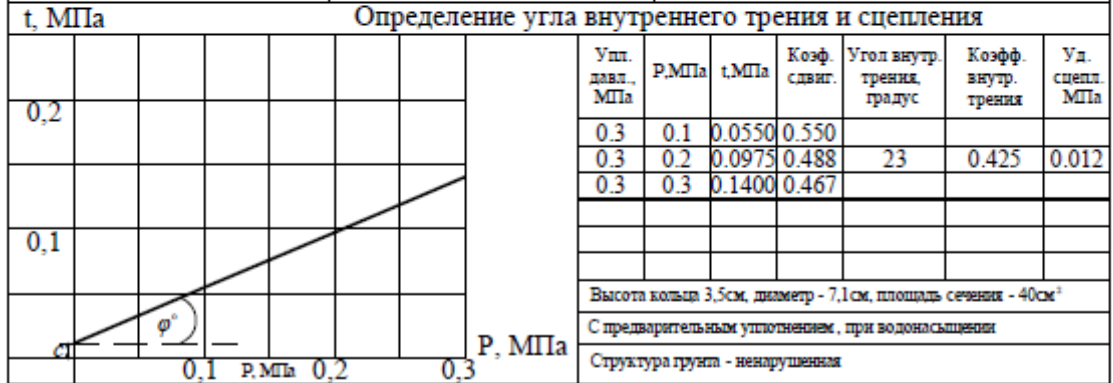 t, МПа
Определение угла внутреннего трения и сцепления
0,2
0,1
φ°
C
0,1 P, МПа 0,2 0,3
P, МПа
Упл. давл., МПа P,МПа t,МПа Коэф. сдвиг. Угол внутр. трения, градус Коэфф. внутр. трения Уд. сцепл. МПа
0.3 0.1 0.0550 0.550
0.3 0.2 0.0975 0.488 23 0.425 0.012
0.3 0.3 0.1400 0.467
Высота кольца 3,5см, диаметр - 7,1см, площадь сечения - 40см²
С предварительным уплотнением, при водонасыщении
Структура грунта - ненарушенная